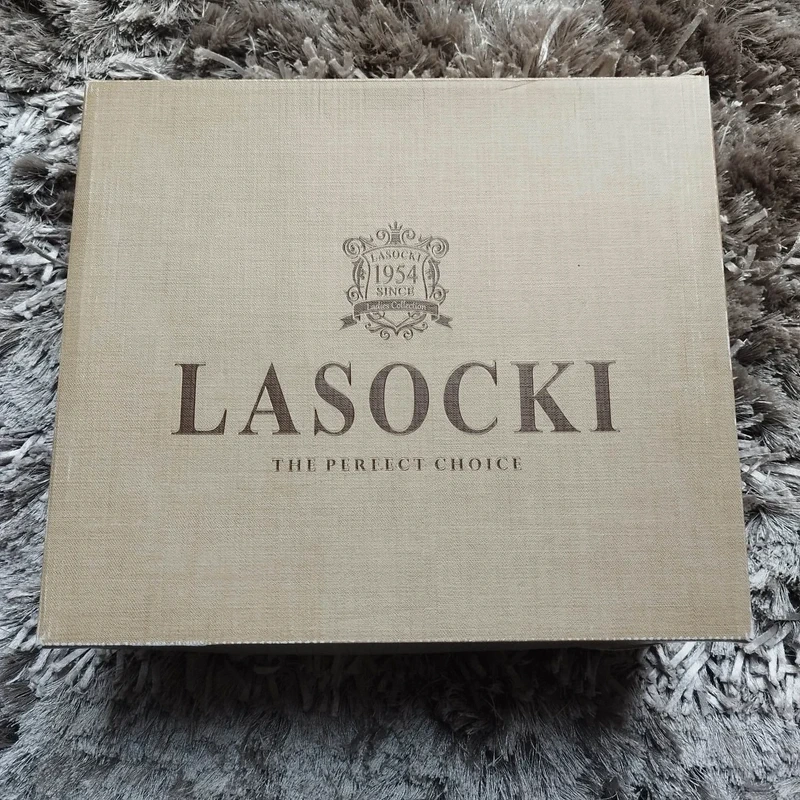 LASOCKI
1954
SINCE
Ladies Collection
LASOCKI
THE PERFECT CHOICE